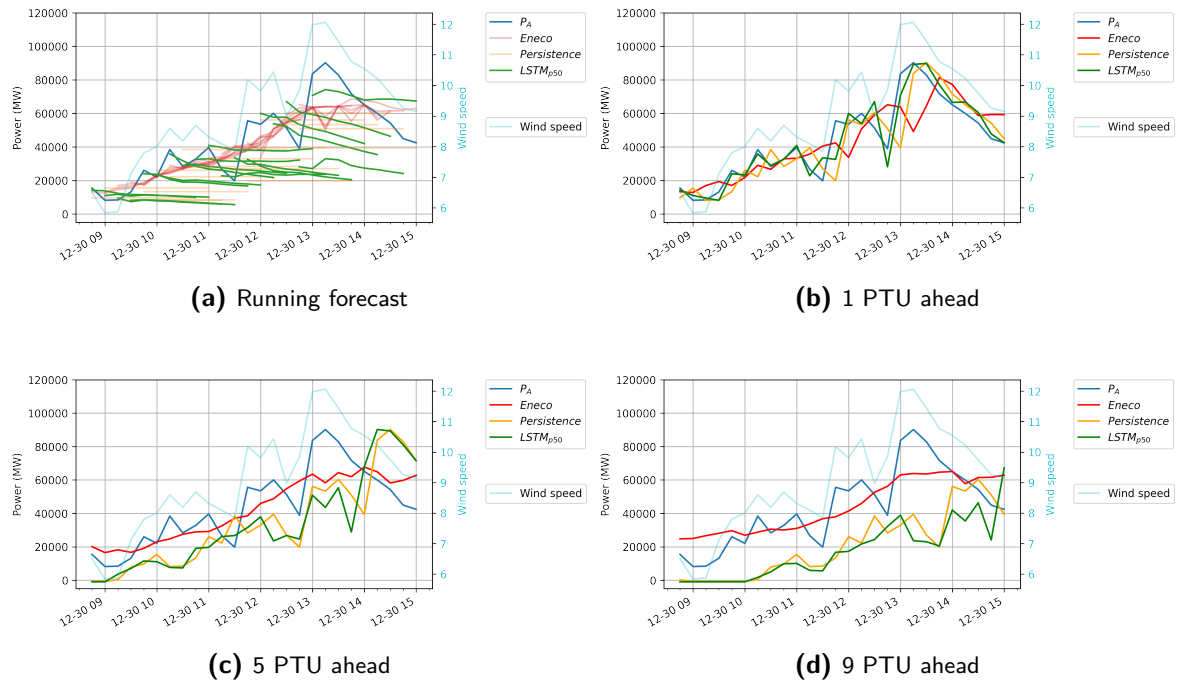 120000
100000
80000
60000
40000
20000
0
Power (MW)
12
11
10
9
8
7
6
Wind speed
12-30 09
12-30 10
12-30 11
12-30 12
12-30 13
12-30 14
12-30 15
P_A
Eneco
Persistence
LSTM_p50
Wind speed
(a) Running forecast
120000
100000
80000
60000
40000
20000
0
Power (MW)
12
11
10
9
8
7
6
Wind speed
12-30 09
12-30 10
12-30 11
12-30 12
12-30 13
12-30 14
12-30 15
P_A
Eneco
Persistence
LSTM_p50
Wind speed
(b) 1 PTU ahead
120000
100000
80000
60000
40000
20000
0
Power (MW)
12
11
10
9
8
7
6
Wind speed
12-30 09
12-30 10
12-30 11
12-30 12
12-30 13
12-30 14
12-30 15
P_A
Eneco
Persistence
LSTM_p50
Wind speed
(c) 5 PTU ahead
120000
100000
80000
60000
40000
20000
0
Power (MW)
12
11
10
9
8
7
6
Wind speed
12-30 09
12-30 10
12-30 11
12-30 12
12-30 13
12-30 14
12-30 15
P_A
Eneco
Persistence
LSTM_p50
Wind speed
(d) 9 PTU ahead